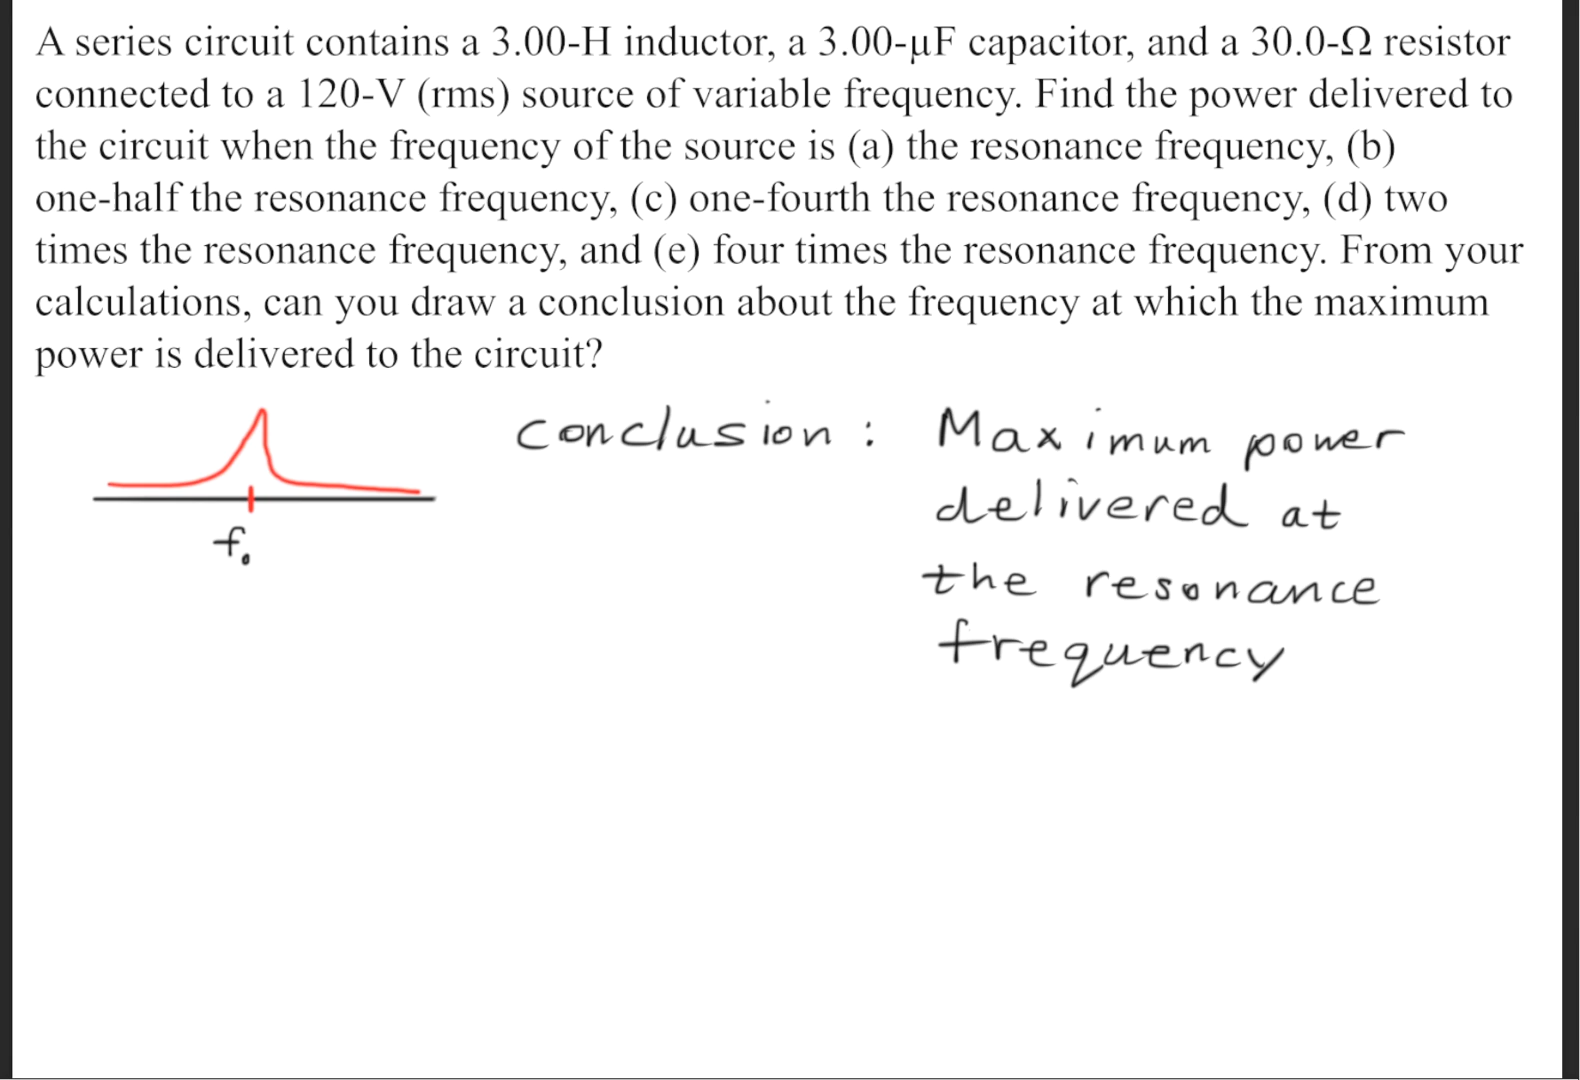 A series circuit contains a 3.00-H inductor, a 3.00-μF capacitor, and a 30.0-Ω resistor
connected to a 120-V (rms) source of variable frequency. Find the power delivered to
the circuit when the frequency of the source is (a) the resonance frequency, (b)
one-half the resonance frequency, (c) one-fourth the resonance frequency, (d) two
times the resonance frequency, and (e) four times the resonance frequency. From your
calculations, can you draw a conclusion about the frequency at which the maximum
power is delivered to the circuit?
conclusion : Maximum power
delivered at
the resonance
frequency
f₀